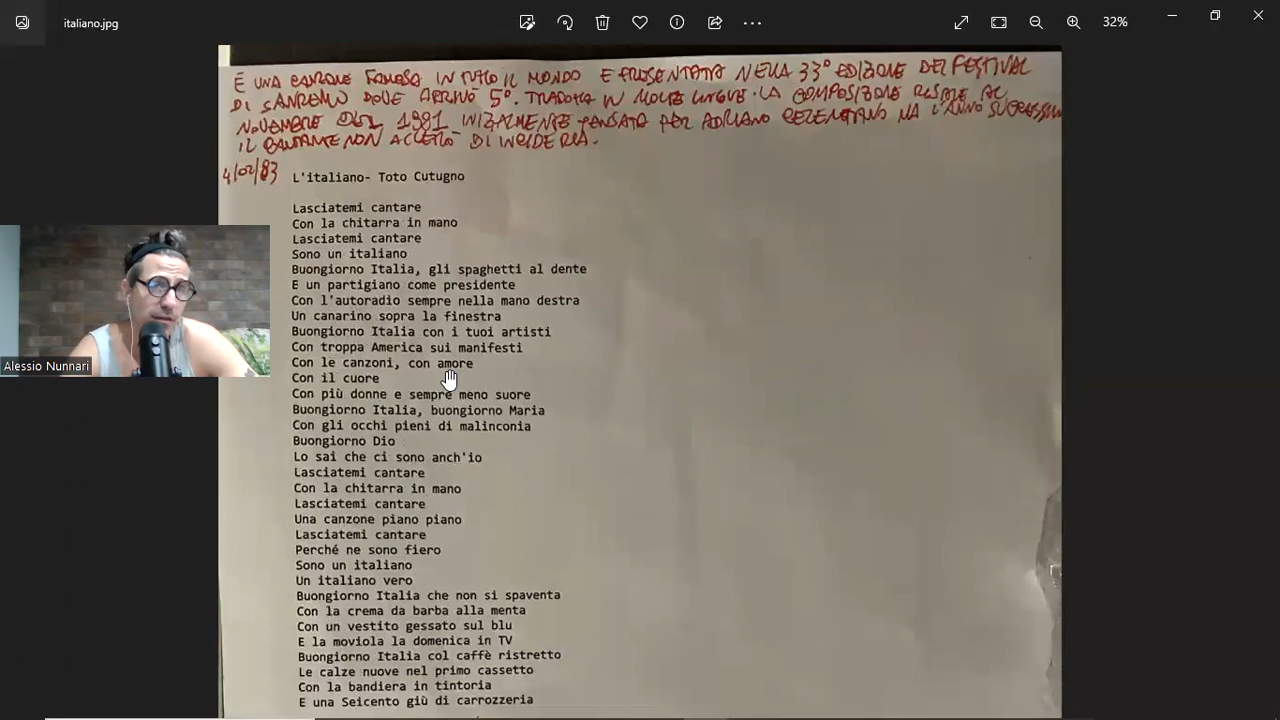 italiano.jpg
32%
È UNA CANZONE FAMOSA IN TUTTO IL MONDO E PRESENTATA NELLA 33° EDIZIONE DEL FESTIVAL
DI SANREMO DOVE ARRIVÒ 5°. TRADOTTA IN MOLTE LINGUE. LA COMPOSIZIONE RISALE AL
NOVEMBRE DEL 1981 INIZIALMENTE PENSATA PER ADRIANO CELENTANO MA L'ANNO SUCCESSIVO
IL CANTANTE NON ACCETTÒ DI INCIDERLA.
4/02/83
L'italiano- Toto Cutugno
Lasciatemi cantare
Con la chitarra in mano
Lasciatemi cantare
Sono un italiano
Buongiorno Italia, gli spaghetti al dente
E un partigiano come presidente
Con l'autoradio sempre nella mano destra
Un canarino sopra la finestra
Buongiorno Italia con i tuoi artisti
Con troppa America sui manifesti
Con le canzoni, con amore
Con il cuore
Con più donne e sempre meno suore
Buongiorno Italia, buongiorno Maria
Con gli occhi pieni di malinconia
Buongiorno Dio
Lo sai che ci sono anch'io
Lasciatemi cantare
Con la chitarra in mano
Lasciatemi cantare
Una canzone piano piano
Lasciatemi cantare
Perché ne sono fiero
Sono un italiano
Un italiano vero
Buongiorno Italia che non si spaventa
Con la crema da barba alla menta
Con un vestito gessato sul blu
E la moviola la domenica in TV
Buongiorno Italia col caffè ristretto
Le calze nuove nel primo cassetto
Con la bandiera in tintoria
E una Seicento giù di carrozzeria
Alessio Nunnari